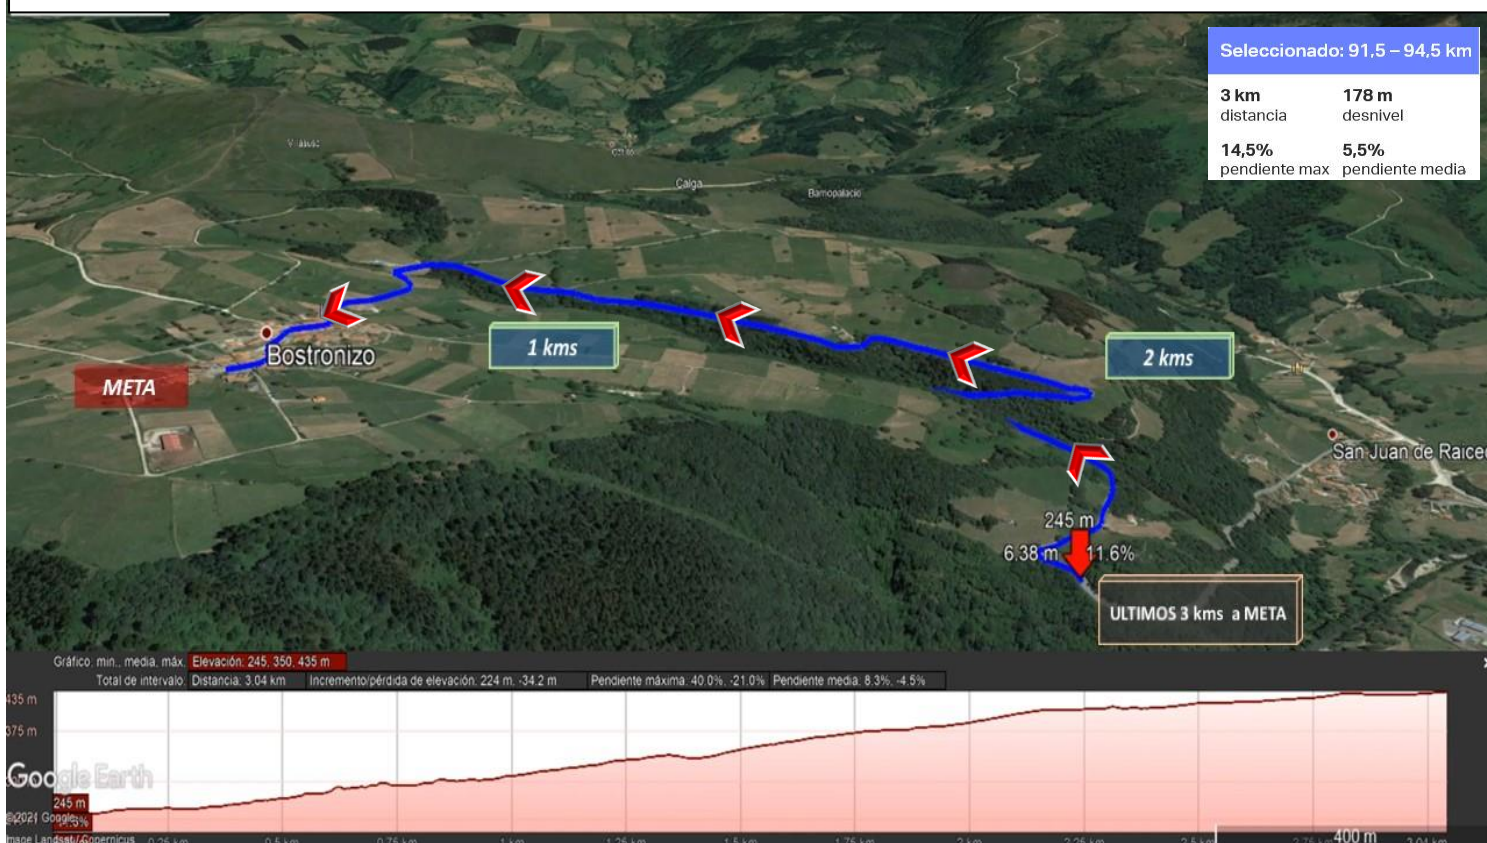 Seleccionado: 91,5 – 94,5 km
3 km
178 m
distancia
desnivel
14,5%
5,5%
pendiente max
pendiente media
Calga
Barriopalacio
Bostronizo
1 kms
2 kms
META
San Juan de Raice
245 m
6.38 m
11.6%
ULTIMOS 3 kms a META
Gráfico: min., media, máx. Elevación: 245, 350, 435 m
Total de intervalo: Distancia: 3.04 km Incremento/pérdida de elevación: 224 m, -34.2 m Pendiente máxima: 40.0%, -21.0% Pendiente media: 8.3%, -4.5%
435 m
375 m
Google Earth
245 m
©2021 Google
400 m